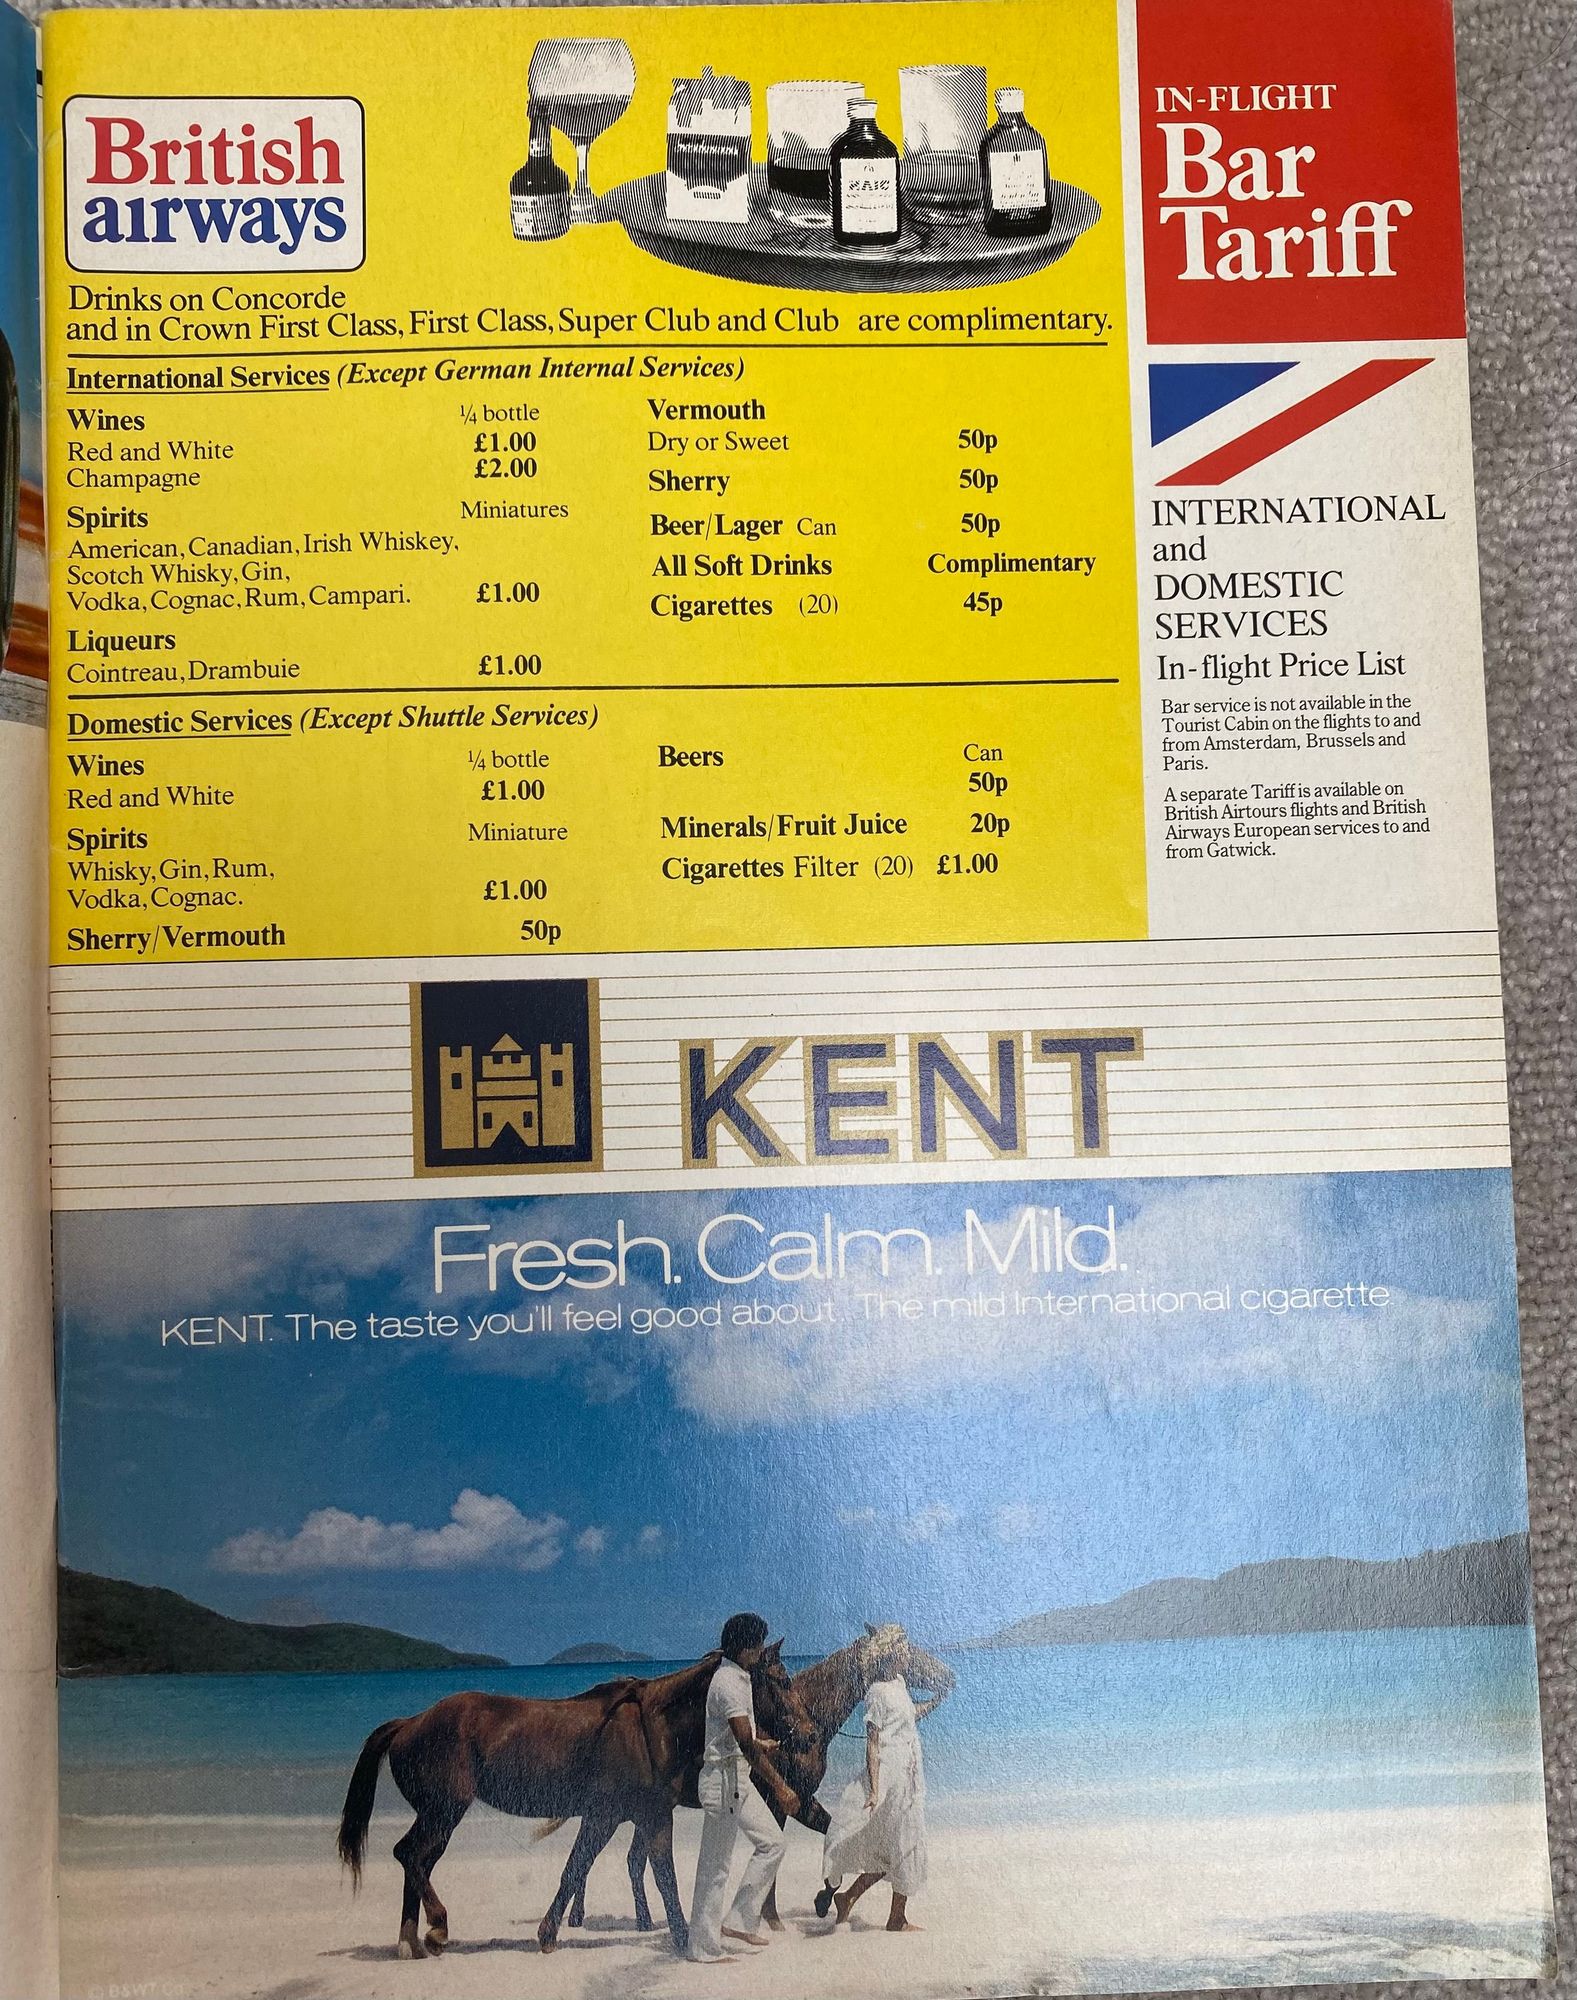 British
airways
IN-FLIGHT
Bar
Tariff
HAIG
Drinks on Concorde
and in Crown First Class, First Class, Super Club and Club are complimentary.
International Services (Except German Internal Services)
Wines ¼ bottle
Red and White £1.00
Champagne £2.00
Spirits Miniatures
American, Canadian, Irish Whiskey,
Scotch Whisky, Gin,
Vodka, Cognac, Rum, Campari. £1.00
Liqueurs
Cointreau, Drambuie £1.00
Vermouth
Dry or Sweet 50p
Sherry 50p
Beer/Lager Can 50p
All Soft Drinks Complimentary
Cigarettes (20) 45p
Domestic Services (Except Shuttle Services)
Wines ¼ bottle
Red and White £1.00
Spirits Miniature
Whisky, Gin, Rum,
Vodka, Cognac. £1.00
Sherry/Vermouth 50p
Beers Can
50p
Minerals/Fruit Juice 20p
Cigarettes Filter (20) £1.00
INTERNATIONAL
and
DOMESTIC
SERVICES
In-flight Price List
Bar service is not available in the
Tourist Cabin on the flights to and
from Amsterdam, Brussels and
Paris.
A separate Tariff is available on
British Airtours flights and British
Airways European services to and
from Gatwick.
KENT
Fresh. Calm. Mild.
KENT. The taste you'll feel good about. The mild International cigarette.
© B&WT Co.